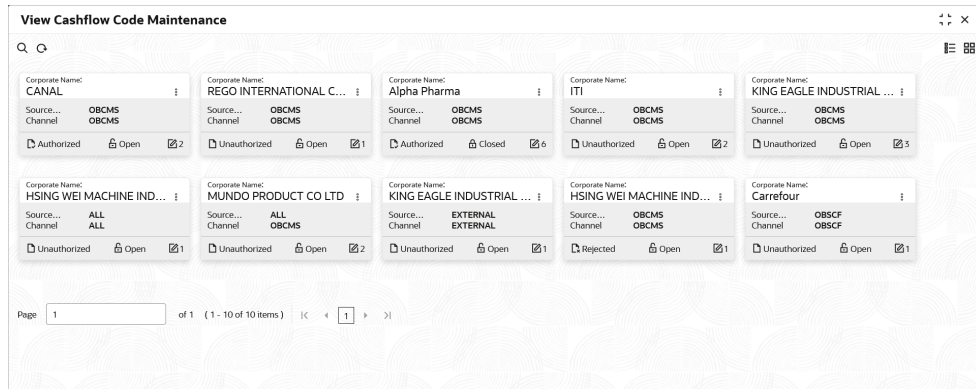 View Cashflow Code Maintenance
Corporate Name:
CANAL
Source... OBCMS
Channel OBCMS
Authorized Open 2
Corporate Name:
REGO INTERNATIONAL C...
Source... OBCMS
Channel OBCMS
Unauthorized Open 1
Corporate Name:
Alpha Pharma
Source... OBCMS
Channel OBCMS
Authorized Closed 6
Corporate Name:
ITI
Source... OBCMS
Channel OBCMS
Unauthorized Open 2
Corporate Name:
KING EAGLE INDUSTRIAL ...
Source... OBCMS
Channel OBCMS
Unauthorized Open 3
Corporate Name:
HSING WEI MACHINE IND...
Source... ALL
Channel ALL
Unauthorized Open 1
Corporate Name:
MUNDO PRODUCT CO LTD
Source... ALL
Channel OBCMS
Unauthorized Open 2
Corporate Name:
KING EAGLE INDUSTRIAL ...
Source... EXTERNAL
Channel EXTERNAL
Unauthorized Open 1
Corporate Name:
HSING WEI MACHINE IND...
Source... OBCMS
Channel OBCMS
Rejected Open 1
Corporate Name:
Carrefour
Source... OBSCF
Channel OBSCF
Unauthorized Open 1
Page 1 of 1 ( 1 - 10 of 10 items ) 1